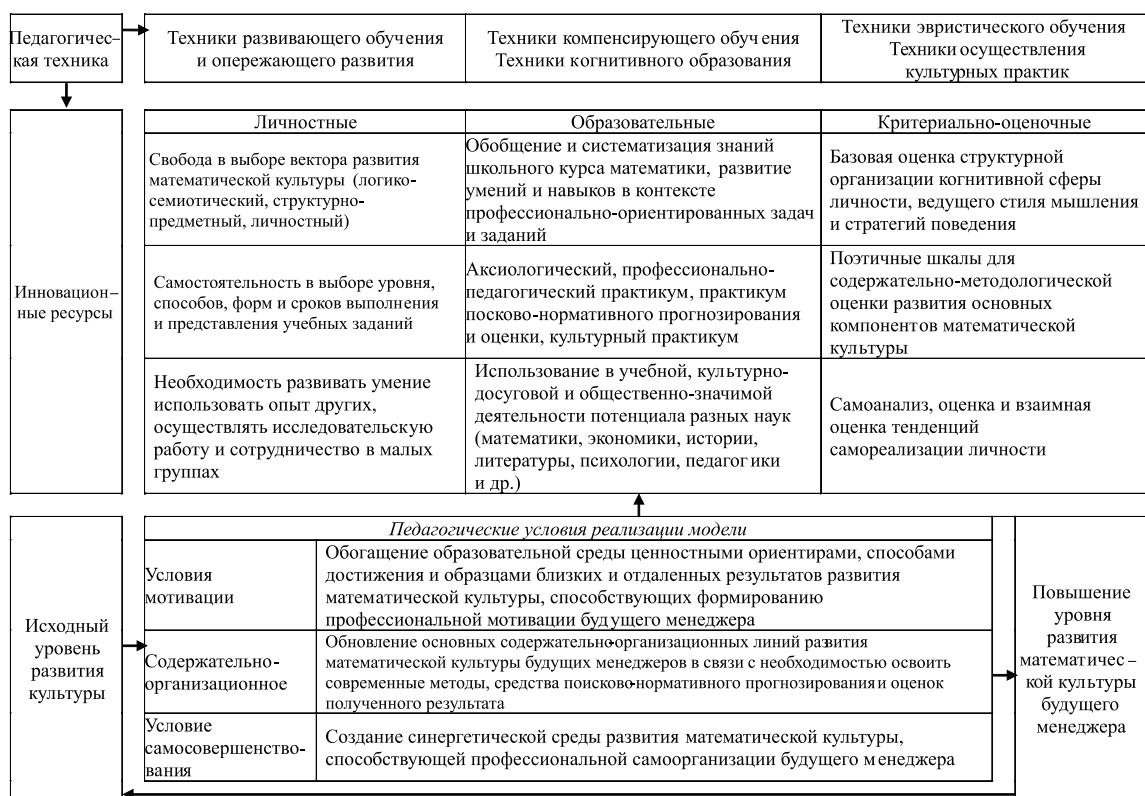 Педагогичес–
кая техника
Техники развивающего обучения
и опережающего развития
Техники компенсирующего обучения
Техники когнитивного образования
Техники эвристического обучения
Техники осуществления
культурных практик
Инновацион–
ные ресурсы
Личностные
Образовательные
Критериально-оценочные
Свобода в выборе вектора развития
математической культуры (логико-
семиотический, структурно-
предметный, личностный)
Обобщение и систематизация знаний
школьного курса математики, развитие
умений и навыков в контексте
профессионально-ориентированных задач
и заданий
Базовая оценка структурной
организации когнитивной сферы
личности, ведущего стиля мышления
и стратегий поведения
Самостоятельность в выборе уровня,
способов, форм и сроков выполнения
и представления учебных заданий
Аксиологический, профессионально-
педагогический практикум, практикум
посково-нормативного прогнозирования
и оценки, культурный практикум
Поэтичные шкалы для
содержательно-методологической
оценки развития основных
компонентов математической
культуры
Необходимость развивать умение
использовать опыт других,
осуществлять исследовательскую
работу и сотрудничество в малых
группах
Использование в учебной, культурно-
досуговой и общественно-значимой
деятельности потенциала разных наук
(математики, экономики, истории,
литературы, психологии, педагогики
и др.)
Самоанализ, оценка и взаимная
оценка тенденций
самореализации личности
Исходный
уровень
развития
культуры
Педагогические условия реализации модели
Условия
мотивации
Обогащение образовательной среды ценностными ориентирами, способами
достижения и образцами близких и отдаленных результатов развития
математической культуры, способствующих формированию
профессиональной мотивации будущего менеджера
Содержательно-
организационное
Обновление основных содержательно-организационных линий развития
математической культуры будущих менеджеров в связи с необходимостью освоить
современные методы, средства поисково-нормативного прогнозирования и оценок
полученного результата
Условие
самосовершенство-
вания
Создание синергетической среды развития математической культуры,
способствующей профессиональной самоорганизации будущего менеджера
Повышение
уровня
развития
математичес–
кой культуры
будущего
менеджера